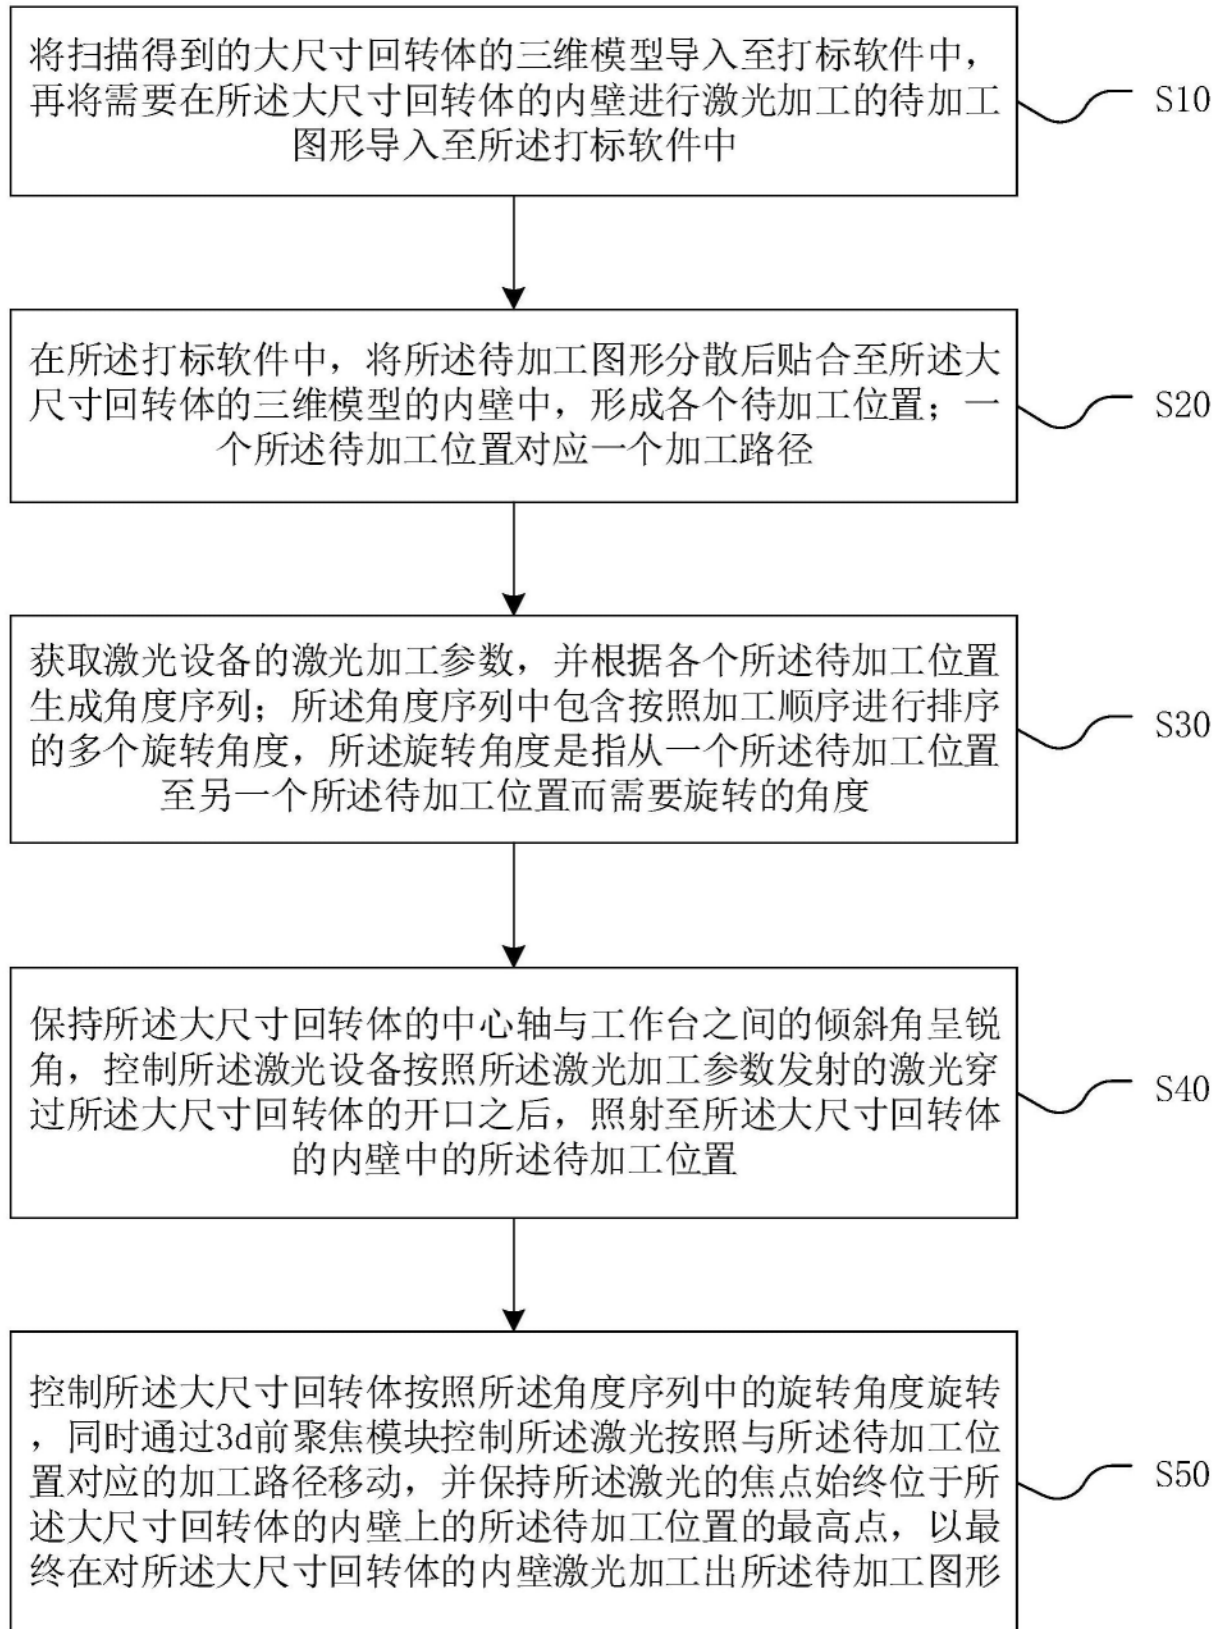 将扫描得到的大尺寸回转体的三维模型导入至打标软件中，
再将需要在所述大尺寸回转体的内壁进行激光加工的待加工
图形导入至所述打标软件中
S10
在所述打标软件中，将所述待加工图形分散后贴合至所述大
尺寸回转体的三维模型的内壁中，形成各个待加工位置；一
个所述待加工位置对应一个加工路径
S20
获取激光设备的激光加工参数，并根据各个所述待加工位置
生成角度序列；所述角度序列中包含按照加工顺序进行排序
的多个旋转角度，所述旋转角度是指从一个所述待加工位置
至另一个所述待加工位置而需要旋转的角度
S30
保持所述大尺寸回转体的中心轴与工作台之间的倾斜角呈锐
角，控制所述激光设备按照所述激光加工参数发射的激光穿
过所述大尺寸回转体的开口之后，照射至所述大尺寸回转体
的内壁中的所述待加工位置
S40
控制所述大尺寸回转体按照所述角度序列中的旋转角度旋转
，同时通过3d前聚焦模块控制所述激光按照与所述待加工位
置对应的加工路径移动，并保持所述激光的焦点始终位于所
述大尺寸回转体的内壁上的所述待加工位置的最高点，以最
终在对所述大尺寸回转体的内壁激光加工出所述待加工图形
S50